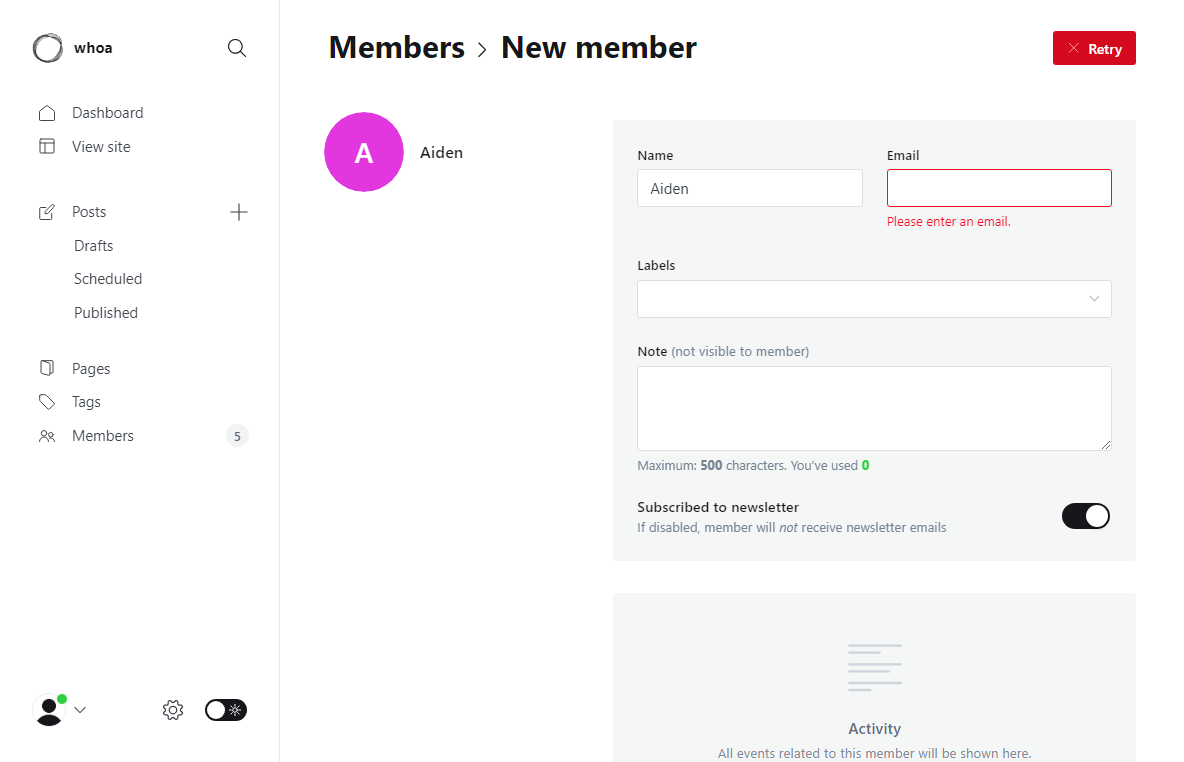 whoa
Dashboard
View site
Posts
Drafts
Scheduled
Published
Pages
Tags
Members 5
Members › New member
Retry
A
Aiden
Name
Aiden
Email
Please enter an email.
Labels
Note (not visible to member)
Maximum: 500 characters. You've used 0
Subscribed to newsletter
If disabled, member will not receive newsletter emails
Activity
All events related to this member will be shown here.